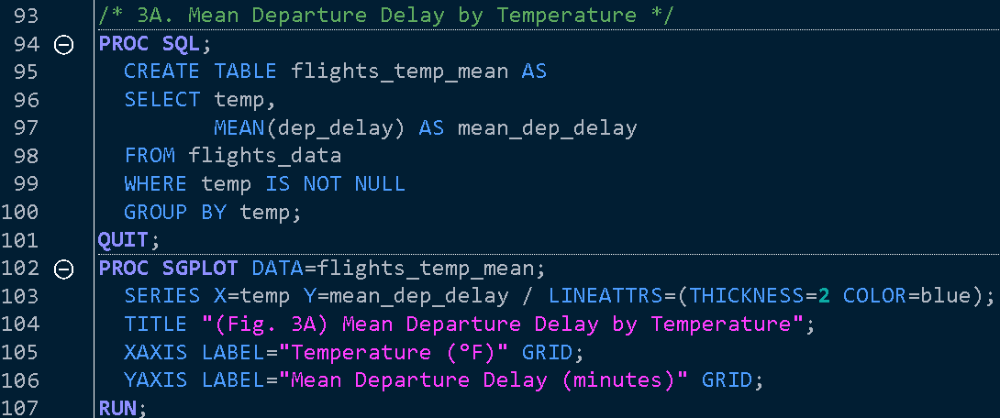 93 /* 3A. Mean Departure Delay by Temperature */
94 PROC SQL;
95 CREATE TABLE flights_temp_mean AS
96 SELECT temp,
97 MEAN(dep_delay) AS mean_dep_delay
98 FROM flights_data
99 WHERE temp IS NOT NULL
100 GROUP BY temp;
101 QUIT;
102 PROC SGPLOT DATA=flights_temp_mean;
103 SERIES X=temp Y=mean_dep_delay / LINEATTRS=(THICKNESS=2 COLOR=blue);
104 TITLE "(Fig. 3A) Mean Departure Delay by Temperature";
105 XAXIS LABEL="Temperature (°F)" GRID;
106 YAXIS LABEL="Mean Departure Delay (minutes)" GRID;
107 RUN;